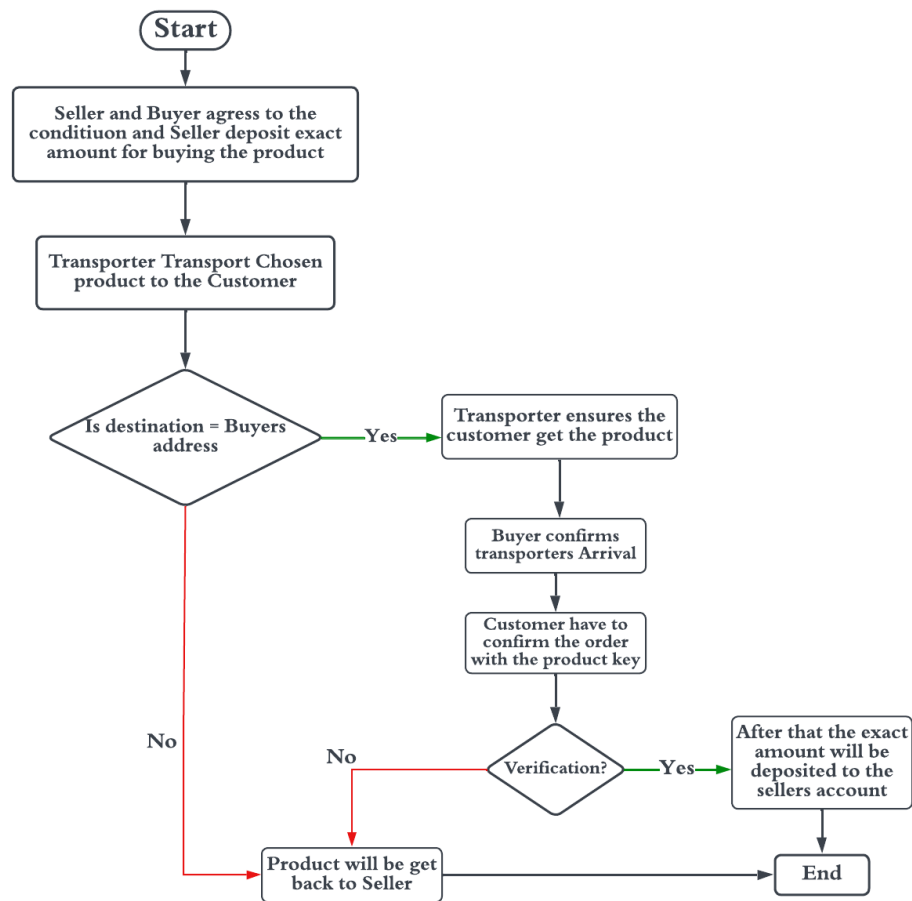 Start
Seller and Buyer agress to the
conditiuon and Seller deposit exact
amount for buying the product
Transporter Transport Chosen
product to the Customer
Is destination = Buyers
address
Yes
Transporter ensures the
customer get the product
Buyer confirms
transporters Arrival
Customer have to
confirm the order
with the product key
Verification?
Yes
After that the exact
amount will be
deposited to the
sellers account
No
No
Product will be get
back to Seller
End